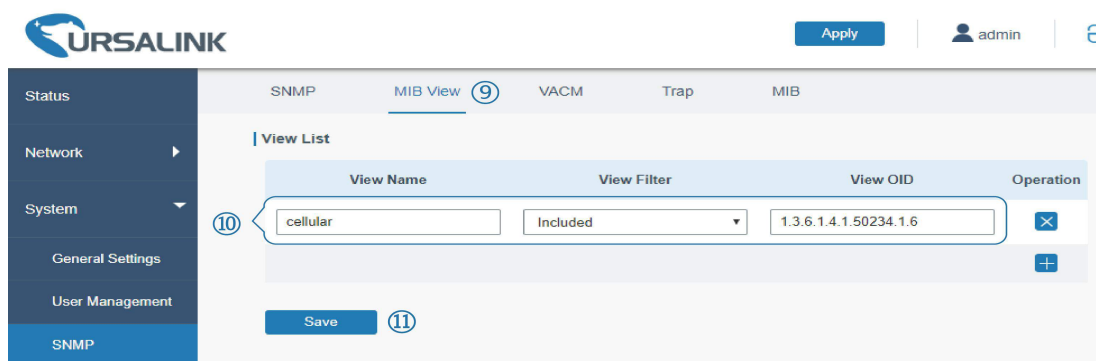 URSALINK
Apply
admin
Status
SNMP MIB View ⑨ VACM Trap MIB
View List
Network
View Name View Filter View OID Operation
System
⑩ cellular Included 1.3.6.1.4.1.50234.1.6
General Settings
User Management
Save ⑪
SNMP